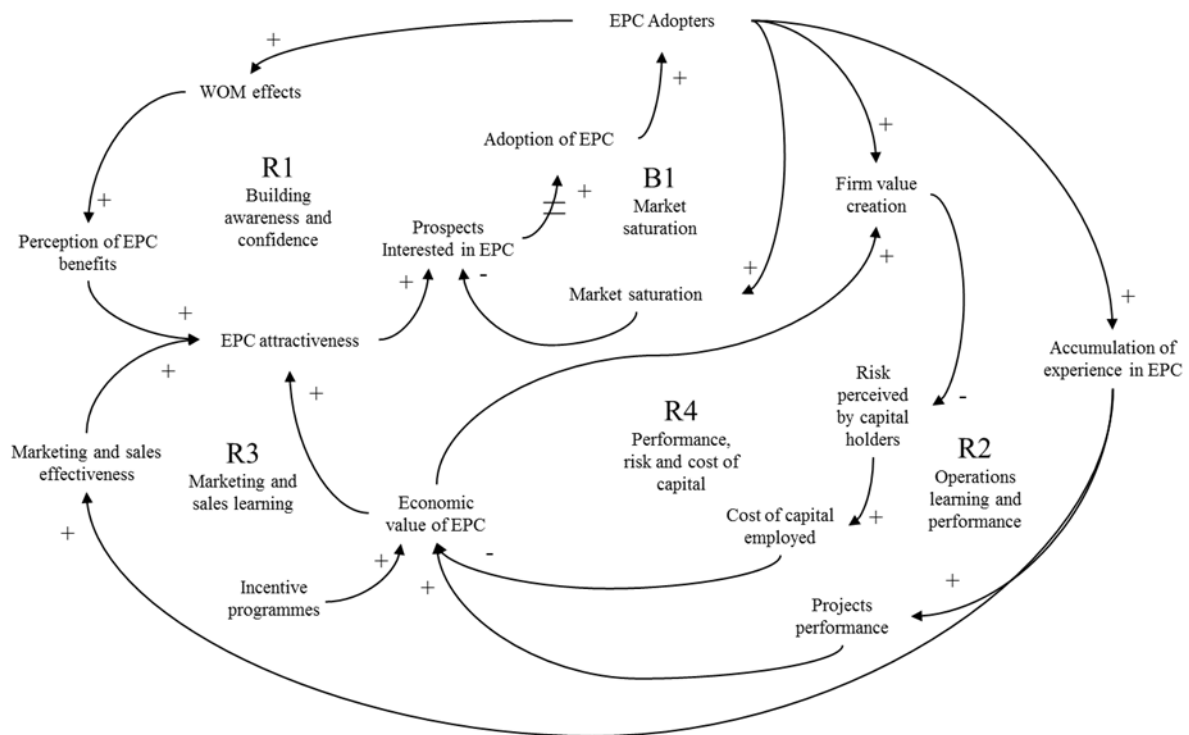 EPC Adopters
+
WOM effects
+
Adoption of EPC
+
+
R1
Building
awareness and
confidence
B1
Market
saturation
Firm value
creation
+
+
Perception of EPC
benefits
Prospects
Interested in EPC
+
-
+
Market saturation
+
+
+
EPC attractiveness
+
Accumulation of
experience in EPC
Risk
perceived
by capital
holders
-
+
R4
Performance,
risk and cost of
capital
R2
Operations
learning and
performance
Marketing and sales
effectiveness
R3
Marketing and
sales learning
Economic
value of EPC
Cost of capital
employed
+
+
+
-
+
+
Incentive
programmes
Projects
performance